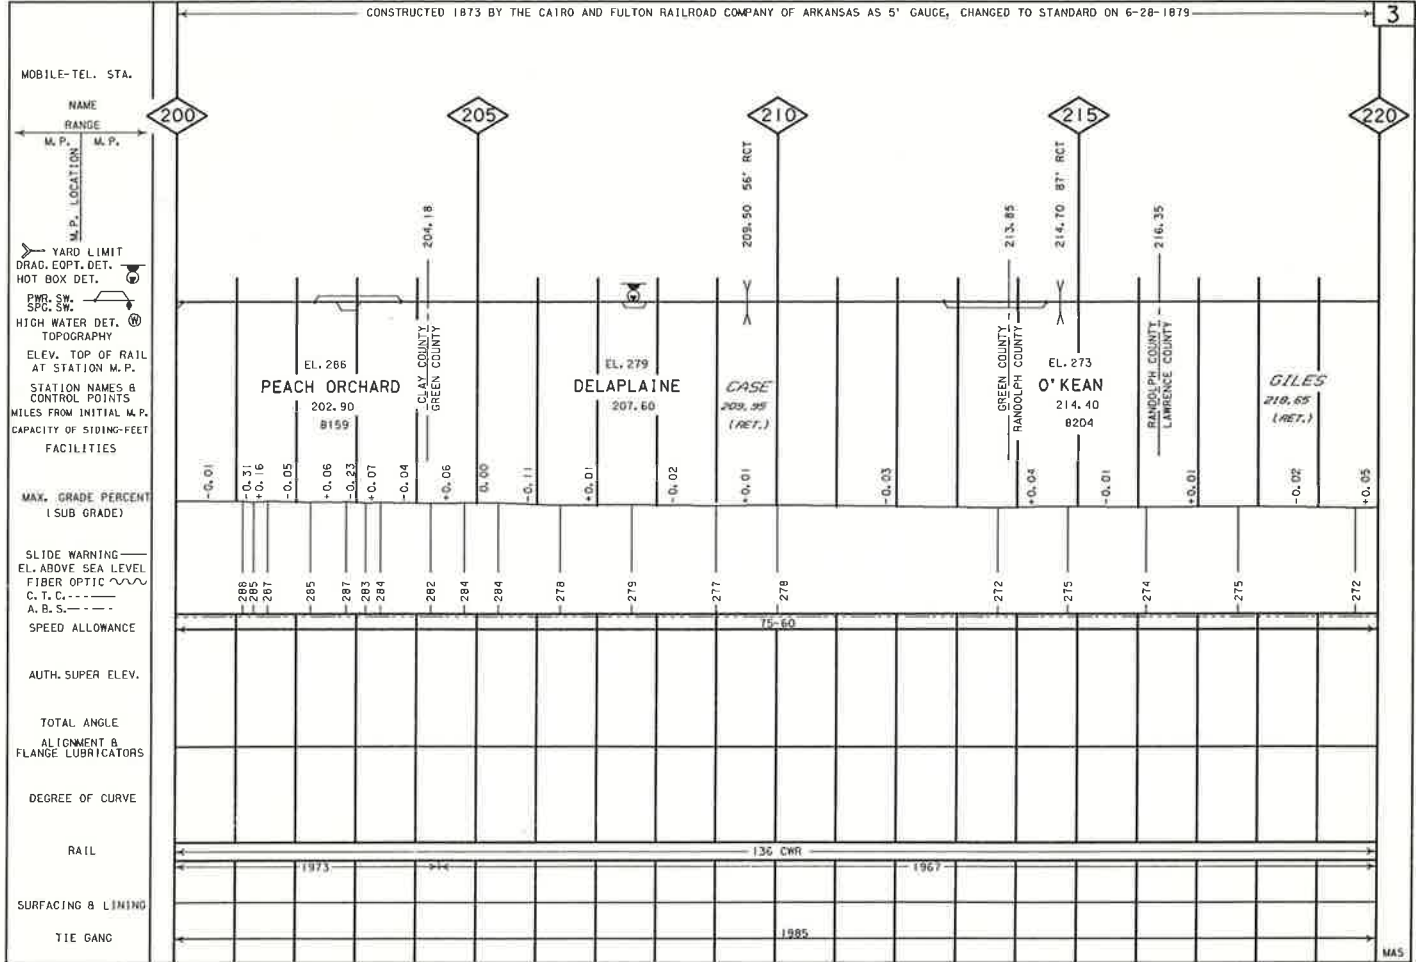 CONSTRUCTED 1873 BY THE CAIRO AND FULTON RAILROAD COMPANY OF ARKANSAS AS 5' GAUGE, CHANGED TO STANDARD ON 6-28-1879
3
MOBILE-TEL. STA.
NAME
RANGE
M.P. M.P.
M.P. LOCATION
200
205
210
215
220
204.18
209.50 56' RCT
213.85
214.70 87' RCT
216.35
YARD LIMIT
DRAG. EQPT. DET.
HOT BOX DET.
PWR. SW.
SPG. SW.
HIGH WATER DET. W
TOPOGRAPHY
ELEV. TOP OF RAIL
AT STATION M.P.
STATION NAMES &
CONTROL POINTS
MILES FROM INITIAL M.P.
CAPACITY OF SIDING-FEET
FACILITIES
EL. 286
PEACH ORCHARD
202.90
8159
CLAY COUNTY
GREEN COUNTY
EL. 279
DELAPLAINE
207.60
CASE
209.95
(RET.)
GREEN COUNTY
RANDOLPH COUNTY
EL. 273
O'KEAN
214.40
8204
RANDOLPH COUNTY
LAWRENCE COUNTY
GILES
218.65
(RET.)
MAX. GRADE PERCENT
(SUB GRADE)
-0.01
-0.31
+0.16
-0.05
+0.06
-0.23
+0.07
-0.04
+0.06
0.00
-0.11
+0.01
-0.02
+0.01
-0.03
+0.04
-0.01
+0.01
-0.02
+0.05
SLIDE WARNING
EL. ABOVE SEA LEVEL
FIBER OPTIC
C.T.C.
A.B.S.
288
285
287
285
287
283
284
282
284
284
278
279
277
278
272
275
274
275
272
SPEED ALLOWANCE
75-60
AUTH. SUPER ELEV.
TOTAL ANGLE
ALIGNMENT &
FLANGE LUBRICATORS
DEGREE OF CURVE
RAIL
136 CWR
1973
1967
SURFACING & LINING
TIE GANG
1985
MAS